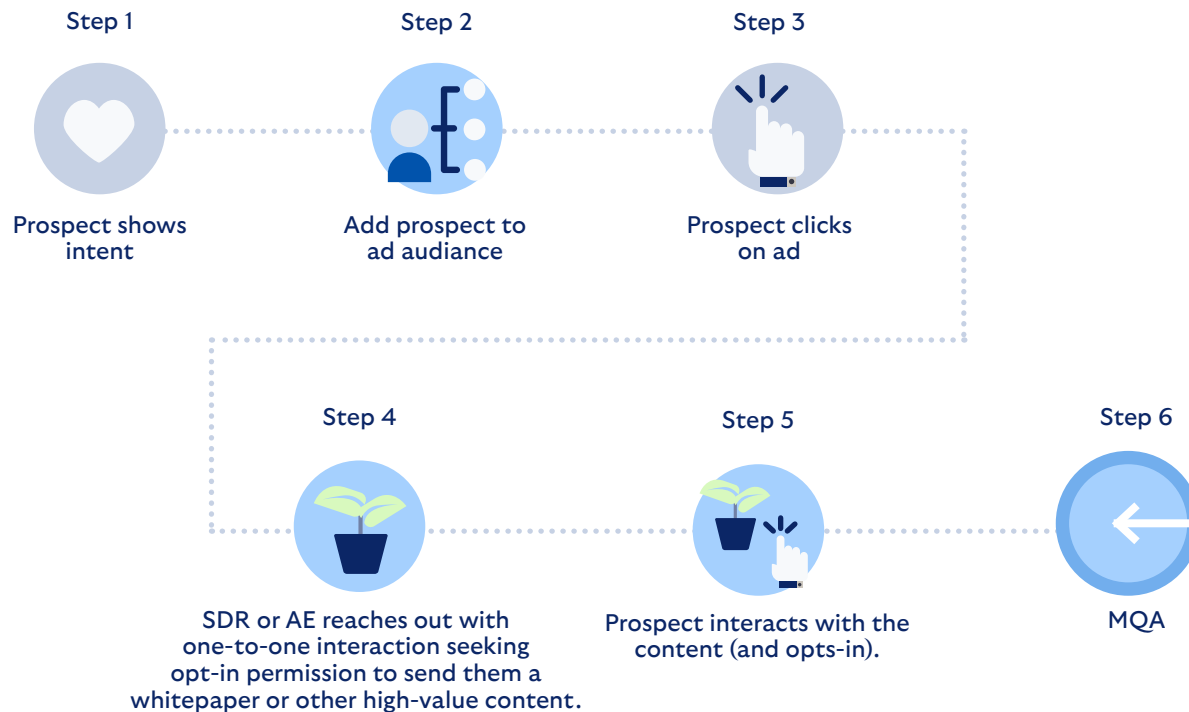 Step 1
Step 2
Step 3
Prospect shows
intent
Add prospect to
ad audiance
Prospect clicks
on ad
Step 4
Step 5
Step 6
SDR or AE reaches out with
one-to-one interaction seeking
opt-in permission to send them a
whitepaper or other high-value content.
Prospect interacts with the
content (and opts-in).
MQA